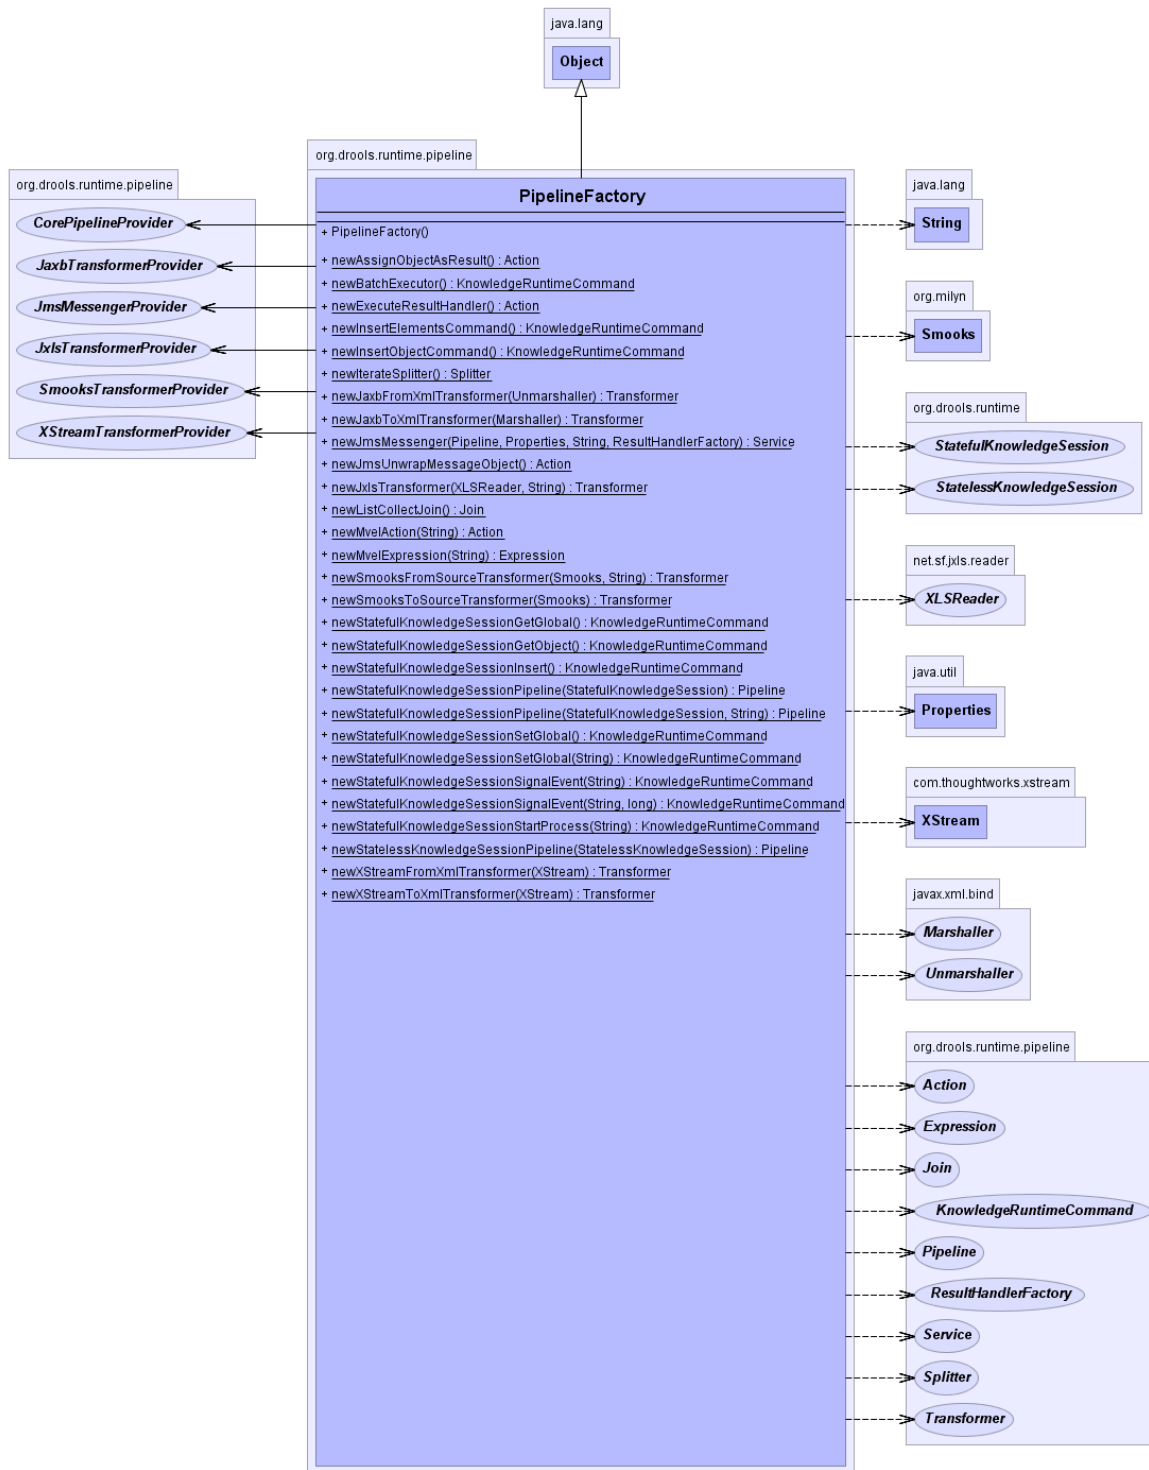 java.lang
Object
org.drools.runtime.pipeline
CorePipelineProvider
JaxbTransformerProvider
JmsMessengerProvider
JxlsTransformerProvider
SmooksTransformerProvider
XStreamTransformerProvider
org.drools.runtime.pipeline
PipelineFactory
+ PipelineFactory()
+ newAssignObjectAsResult() : Action
+ newBatchExecutor() : KnowledgeRuntimeCommand
+ newExecuteResultHandler() : Action
+ newInsertElementsCommand() : KnowledgeRuntimeCommand
+ newInsertObjectCommand() : KnowledgeRuntimeCommand
+ newIterateSplitter() : Splitter
+ newJaxbFromXmlTransformer(Unmarshaller) : Transformer
+ newJaxbToXmlTransformer(Marshaller) : Transformer
+ newJmsMessenger(Pipeline, Properties, String, ResultHandlerFactory) : Service
+ newJmsUnwrapMessageObject() : Action
+ newJxlsTransformer(XLSReader, String) : Transformer
+ newListCollectJoin() : Join
+ newMvelAction(String) : Action
+ newMvelExpression(String) : Expression
+ newSmooksFromSourceTransformer(Smooks, String) : Transformer
+ newSmooksToSourceTransformer(Smooks) : Transformer
+ newStatefulKnowledgeSessionGetGlobal() : KnowledgeRuntimeCommand
+ newStatefulKnowledgeSessionGetObject() : KnowledgeRuntimeCommand
+ newStatefulKnowledgeSessionInsert() : KnowledgeRuntimeCommand
+ newStatefulKnowledgeSessionPipeline(StatefulKnowledgeSession) : Pipeline
+ newStatefulKnowledgeSessionPipeline(StatefulKnowledgeSession, String) : Pipeline
+ newStatefulKnowledgeSessionSetGlobal() : KnowledgeRuntimeCommand
+ newStatefulKnowledgeSessionSetGlobal(String) : KnowledgeRuntimeCommand
+ newStatefulKnowledgeSessionSignalEvent(String) : KnowledgeRuntimeCommand
+ newStatefulKnowledgeSessionSignalEvent(String, long) : KnowledgeRuntimeCommand
+ newStatefulKnowledgeSessionStartProcess(String) : KnowledgeRuntimeCommand
+ newStatelessKnowledgeSessionPipeline(StatelessKnowledgeSession) : Pipeline
+ newXStreamFromXmlTransformer(XStream) : Transformer
+ newXStreamToXmlTransformer(XStream) : Transformer
java.lang
String
org.milyn
Smooks
org.drools.runtime
StatefulKnowledgeSession
StatelessKnowledgeSession
net.sf.jxls.reader
XLSReader
java.util
Properties
com.thoughtworks.xstream
XStream
javax.xml.bind
Marshaller
Unmarshaller
org.drools.runtime.pipeline
Action
Expression
Join
KnowledgeRuntimeCommand
Pipeline
ResultHandlerFactory
Service
Splitter
Transformer